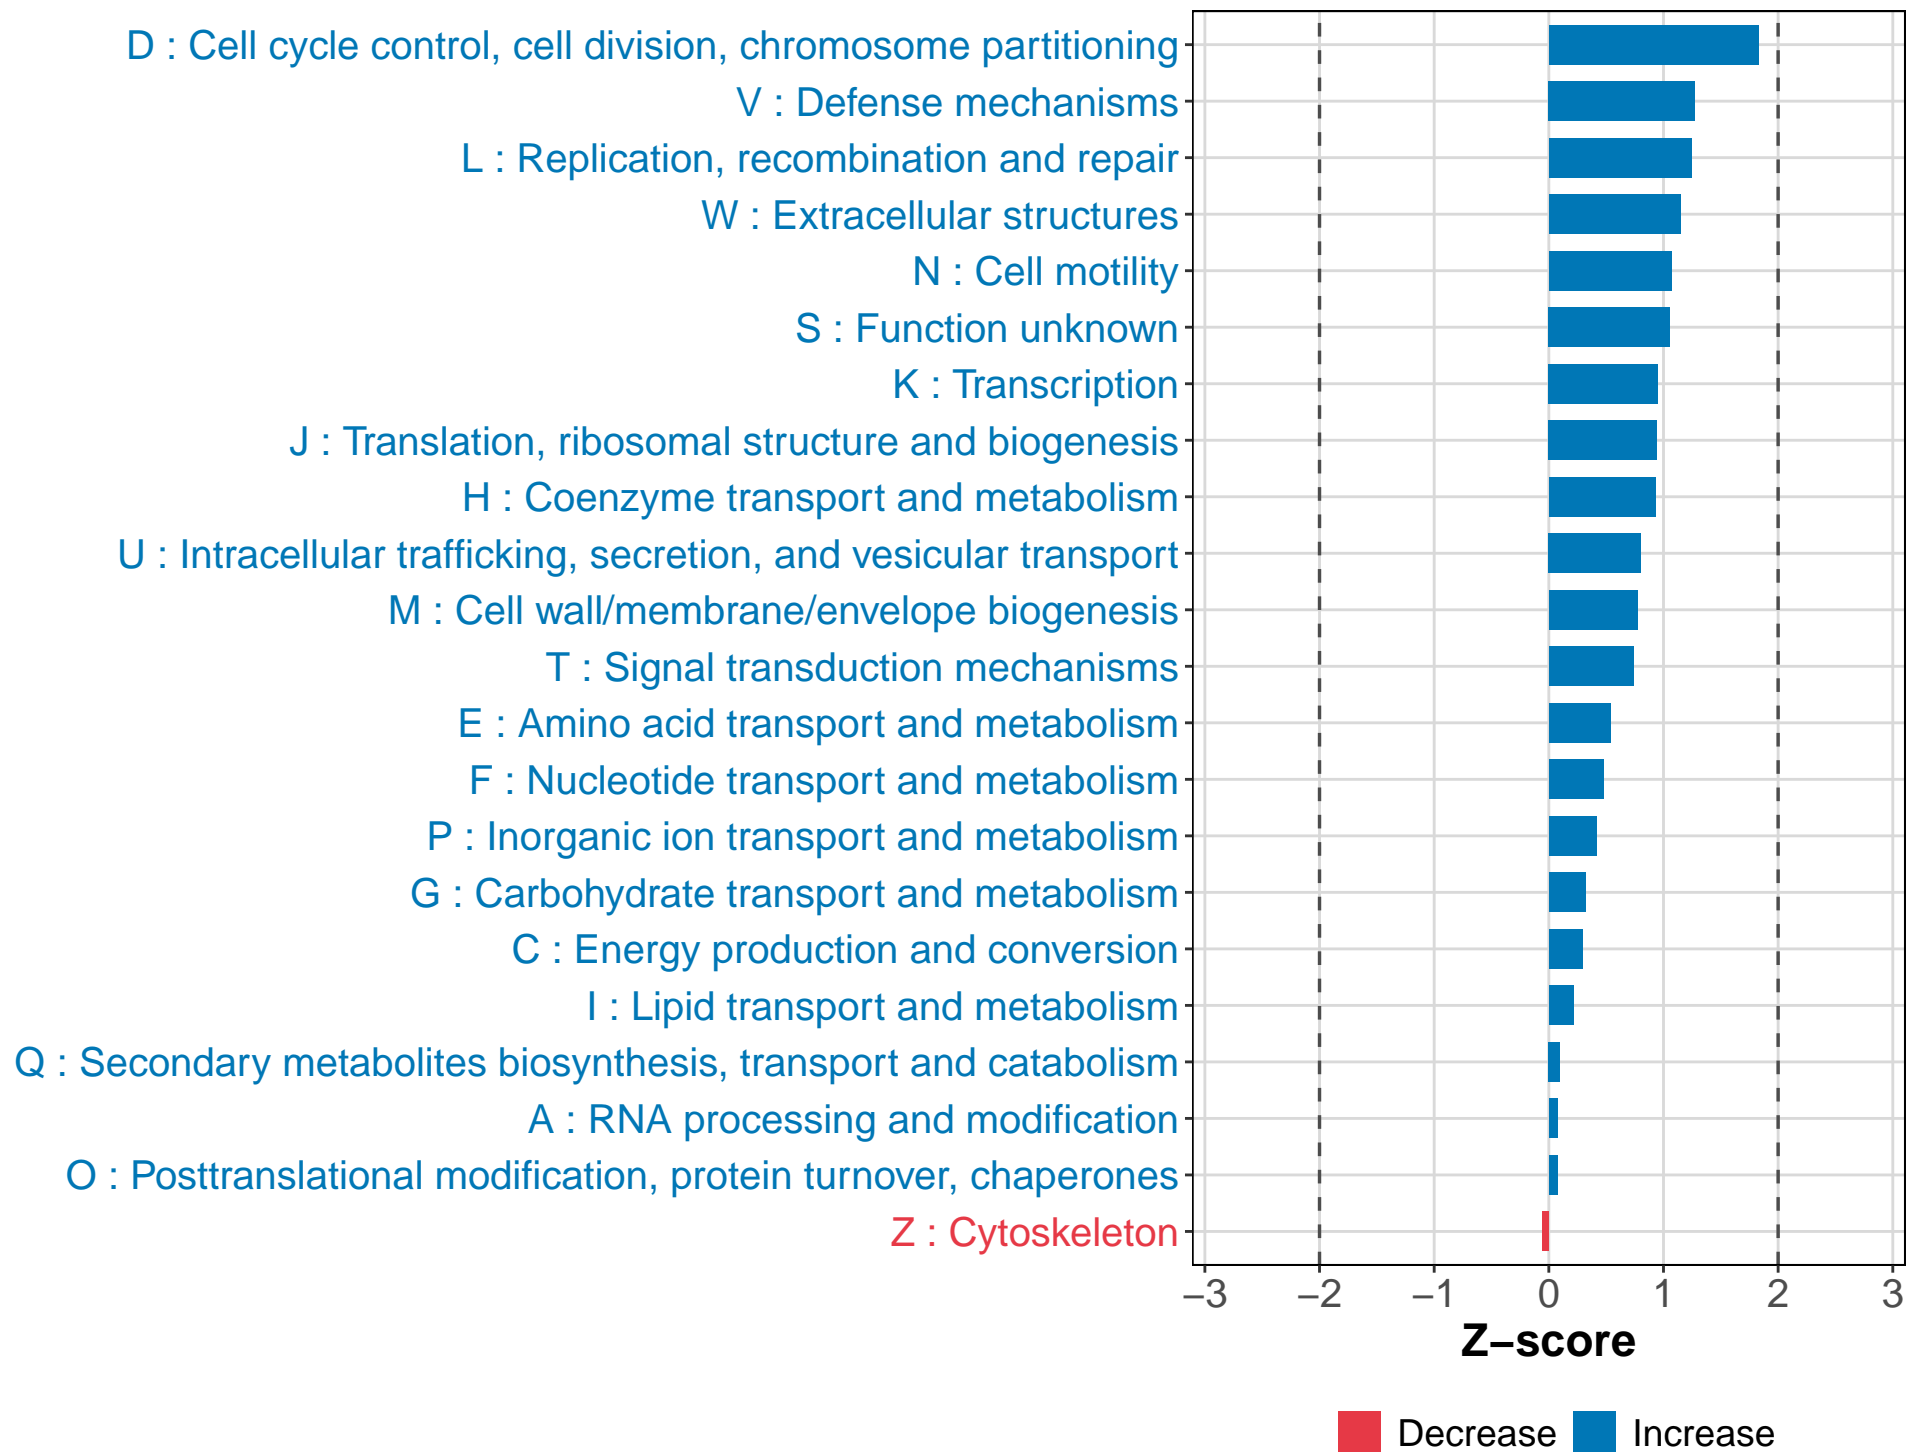 D : Cell cycle control, cell division, chromosome partitioning
V : Defense mechanisms
L : Replication, recombination and repair
W : Extracellular structures
N : Cell motility
S : Function unknown
K : Transcription
J : Translation, ribosomal structure and biogenesis
H : Coenzyme transport and metabolism
U : Intracellular trafficking, secretion, and vesicular transport
M : Cell wall/membrane/envelope biogenesis
T : Signal transduction mechanisms
E : Amino acid transport and metabolism
F : Nucleotide transport and metabolism
P : Inorganic ion transport and metabolism
G : Carbohydrate transport and metabolism
C : Energy production and conversion
I : Lipid transport and metabolism
Q : Secondary metabolites biosynthesis, transport and catabolism
A : RNA processing and modification
O : Posttranslational modification, protein turnover, chaperones
Z : Cytoskeleton
−3 −2 −1 0 1 2 3
Z−score
Decrease Increase